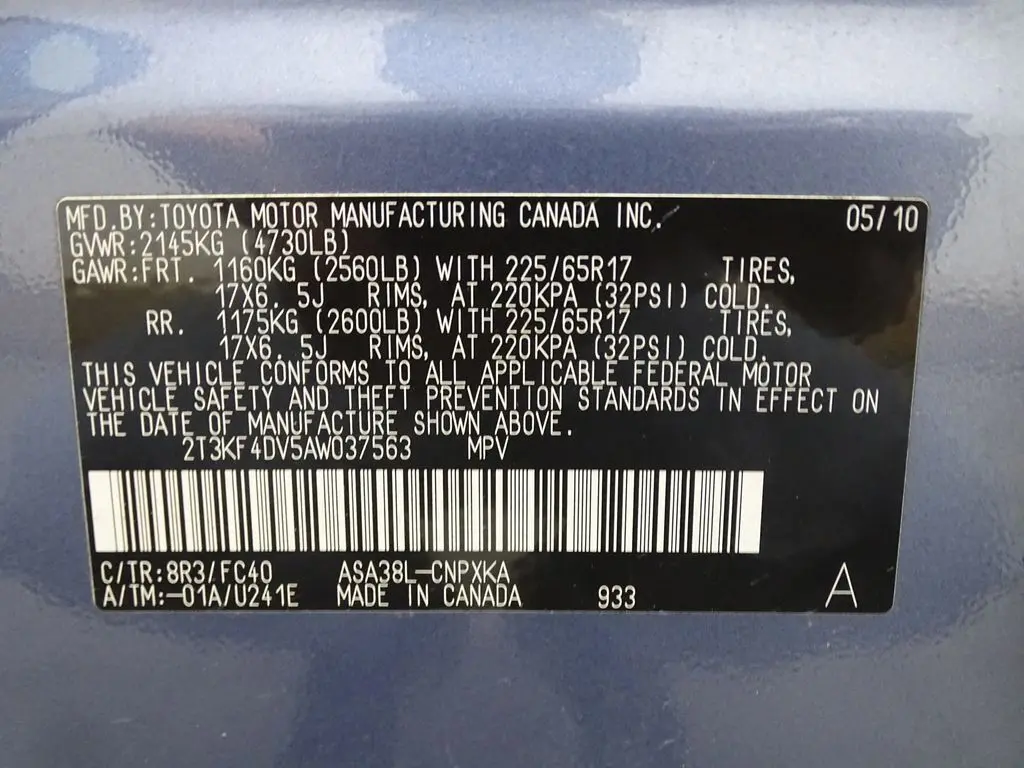 MFD.BY:TOYOTA MOTOR MANUFACTURING CANADA INC. 05/10
GVWR:2145KG (4730LB)
GAWR:FRT. 1160KG (2560LB) WITH 225/65R17 TIRES,
17X6.5J RIMS, AT 220KPA (32PSI) COLD.
RR. 1175KG (2600LB) WITH 225/65R17 TIRES,
17X6.5J RIMS, AT 220KPA (32PSI) COLD.
THIS VEHICLE CONFORMS TO ALL APPLICABLE FEDERAL MOTOR
VEHICLE SAFETY AND THEFT PREVENTION STANDARDS IN EFFECT ON
THE DATE OF MANUFACTURE SHOWN ABOVE.
2T3KF4DV5AW037563 MPV
C/TR:8R3/FC40 ASA38L-CNPXKA
A/TM:-01A/U241E MADE IN CANADA 933 A